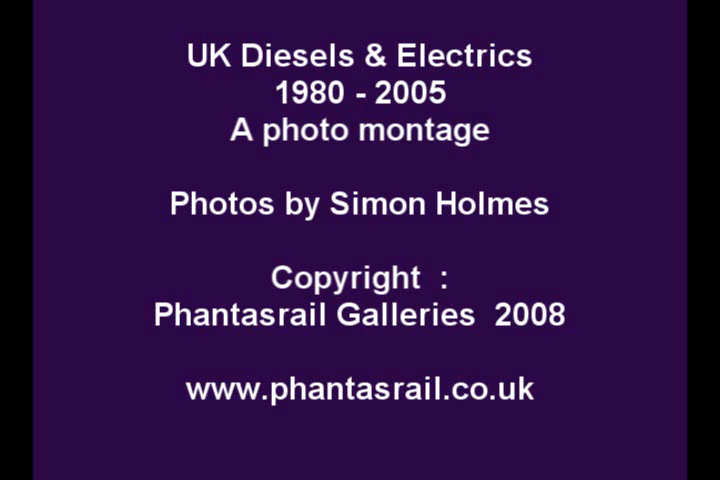 UK Diesels & Electrics
1980 - 2005
A photo montage
Photos by Simon Holmes
Copyright :
Phantasrail Galleries 2008
www.phantasrail.co.uk